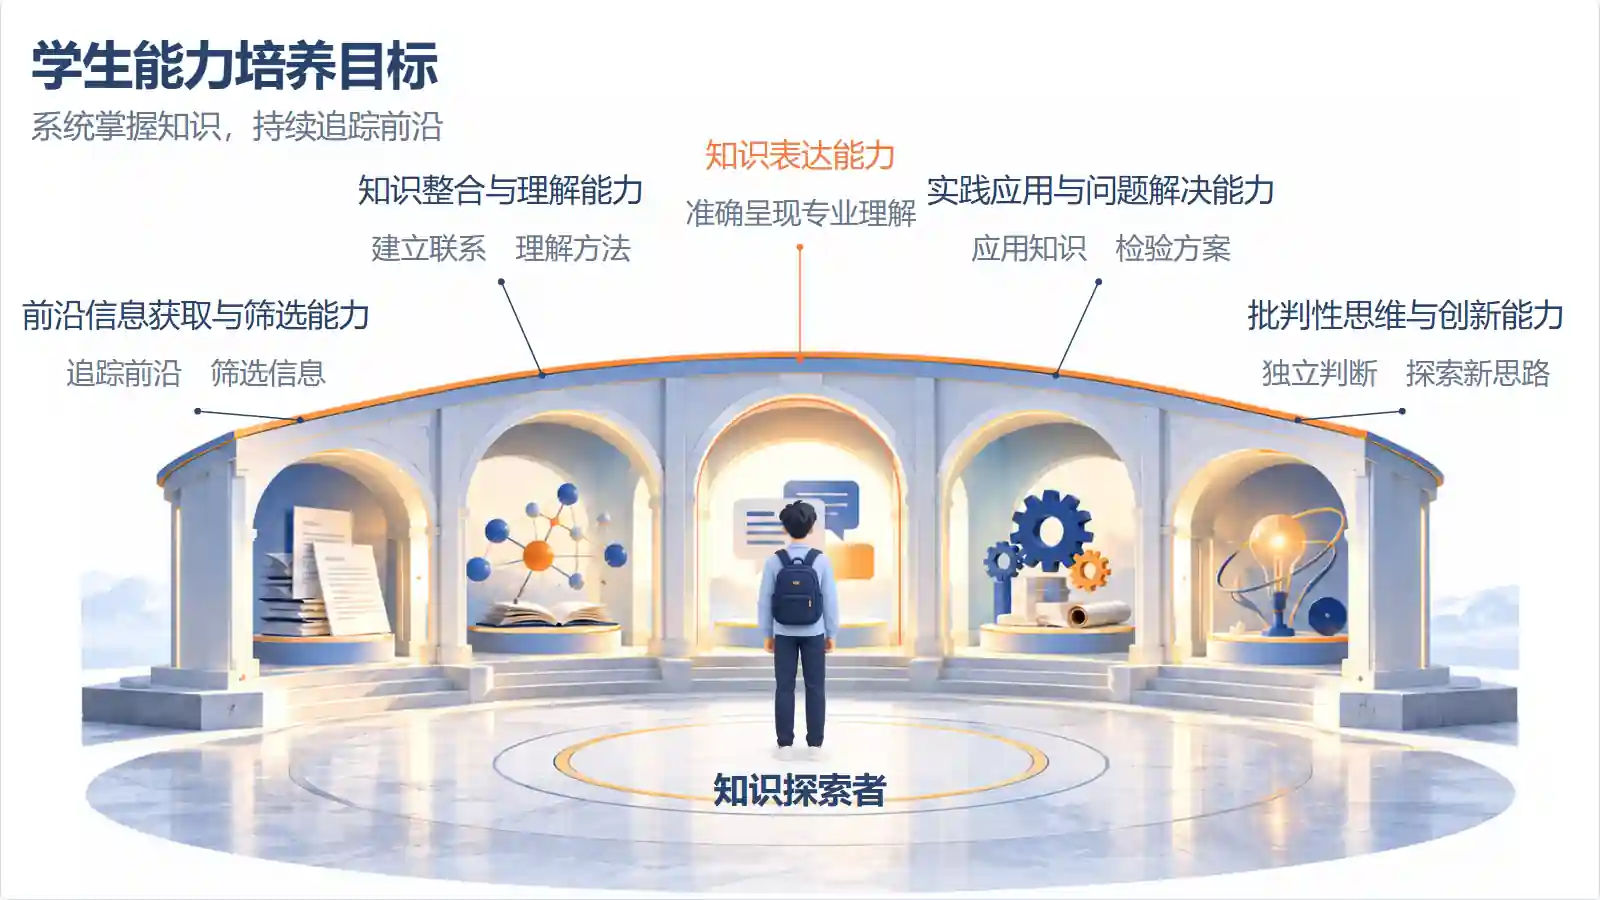 学生能力培养目标
系统掌握知识，持续追踪前沿
知识表达能力
准确呈现专业理解
知识整合与理解能力
建立联系　理解方法
实践应用与问题解决能力
应用知识　检验方案
前沿信息获取与筛选能力
追踪前沿　筛选信息
批判性思维与创新能力
独立判断　探索新思路
知识探索者